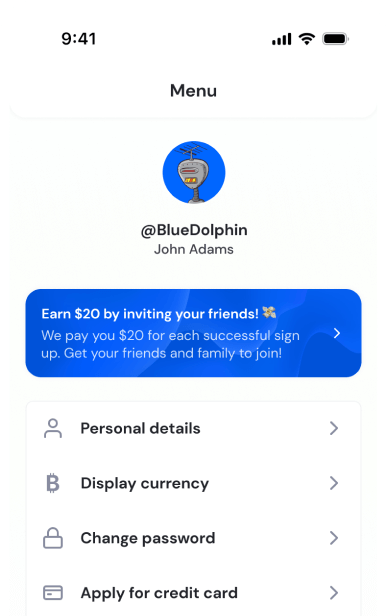 9:41
Menu
@BlueDolphin
John Adams
Earn $20 by inviting your friends! 💸
We pay you $20 for each successful sign
up. Get your friends and family to join!
Personal details
Display currency
Change password
Apply for credit card